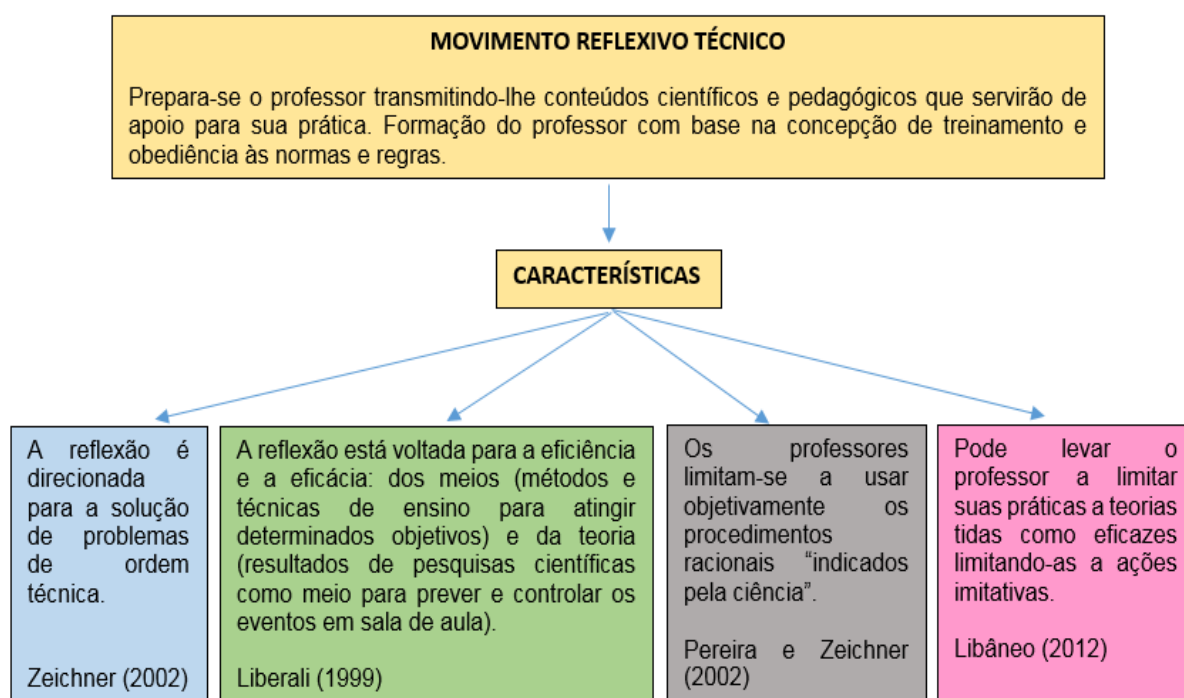 MOVIMENTO REFLEXIVO TÉCNICO
Prepara-se o professor transmitindo-lhe conteúdos científicos e pedagógicos que servirão de
apoio para sua prática. Formação do professor com base na concepção de treinamento e
obediência às normas e regras.
CARACTERÍSTICAS
A reflexão é
direcionada
para a solução
de problemas
de ordem
técnica.
Zeichner (2002)
A reflexão está voltada para a eficiência
e a eficácia: dos meios (métodos e
técnicas de ensino para atingir
determinados objetivos) e da teoria
(resultados de pesquisas científicas
como meio para prever e controlar os
eventos em sala de aula).
Liberali (1999)
Os professores
limitam-se a usar
objetivamente os
procedimentos
racionais “indicados
pela ciência”.
Pereira e Zeichner
(2002)
Pode levar o
professor a limitar
suas práticas a teorias
tidas como eficazes
limitando-as a ações
imitativas.
Libâneo (2012)